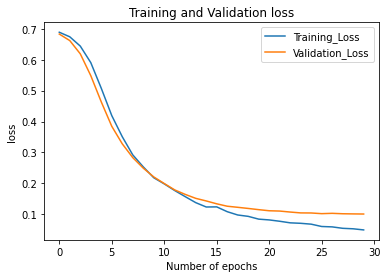 Training and Validation loss
Training_Loss
Validation_Loss
0.7
0.6
0.5
0.4
0.3
0.2
0.1
loss
0 5 10 15 20 25 30
Number of epochs